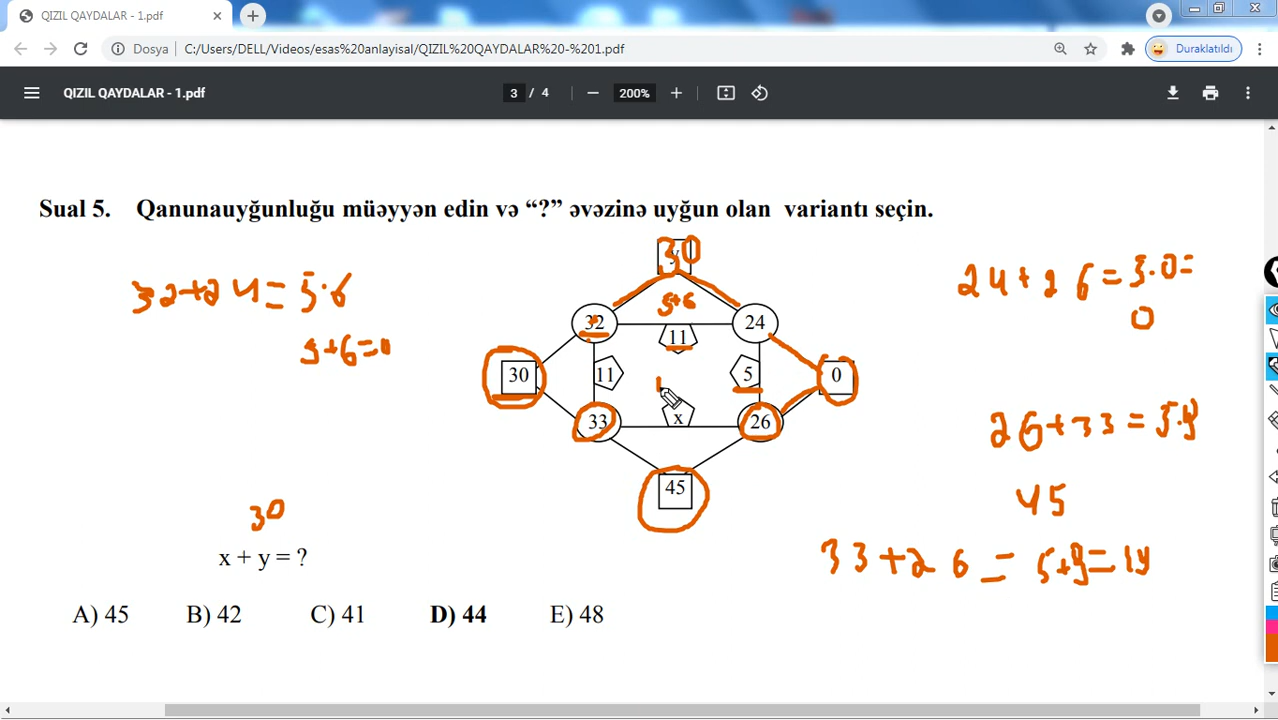 QIZIL QAYDALAR - 1.pdf
Dosya
C:/Users/DELL/Videos/esas%20anlayisal/QIZIL%20QAYDALAR%20-%201.pdf
Duraklatıldı
QIZIL QAYDALAR - 1.pdf
3 / 4
200%
Sual 5. Qanunauyğunluğu müəyyən edin və “?” əvəzinə uyğun olan variantı seçin.
30
32+24=5·6
5+6
24+26=5·0=
0
32
24
11
5+6=
30
11
5
0
33
x
26
26+33=5·9
45
45
30
33+26=5+9=14
x + y = ?
A) 45 B) 42 C) 41 D) 44 E) 48